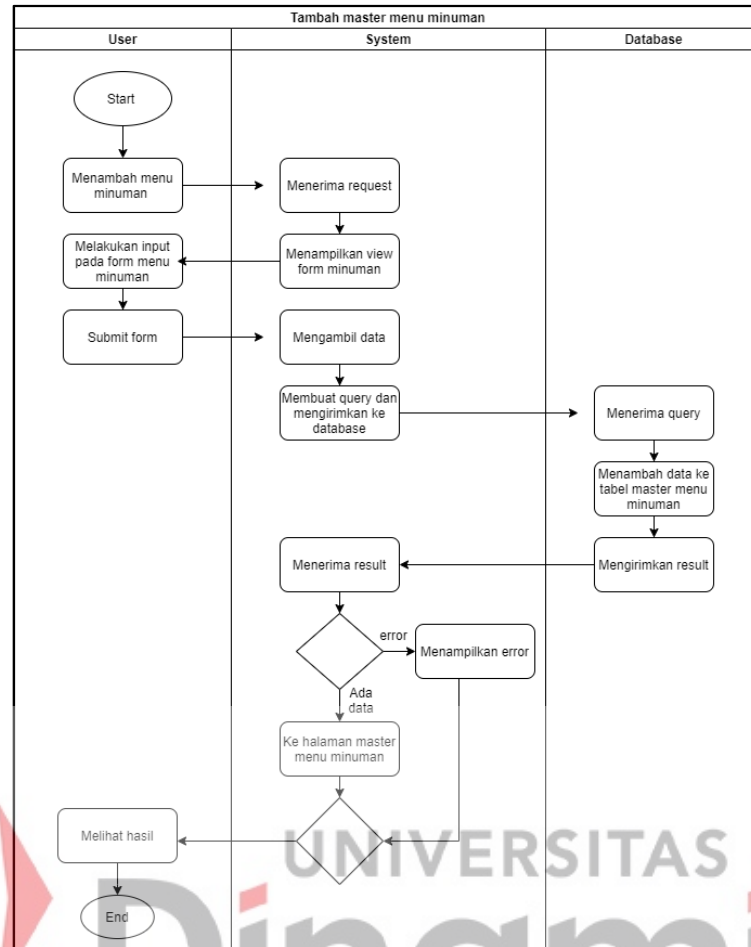 Tambah master menu minuman
User
System
Database
Start
Menambah menu
minuman
Menerima request
Melakukan input
pada form menu
minuman
Menampilkan view
form minuman
Submit form
Mengambil data
Membuat query dan
mengirimkan ke
database
Menerima query
Menambah data ke
tabel master menu
minuman
Menerima result
Mengirimkan result
error
Menampilkan error
Ada
data
Ke halaman master
menu minuman
Melihat hasil
End
UNIVERSITAS